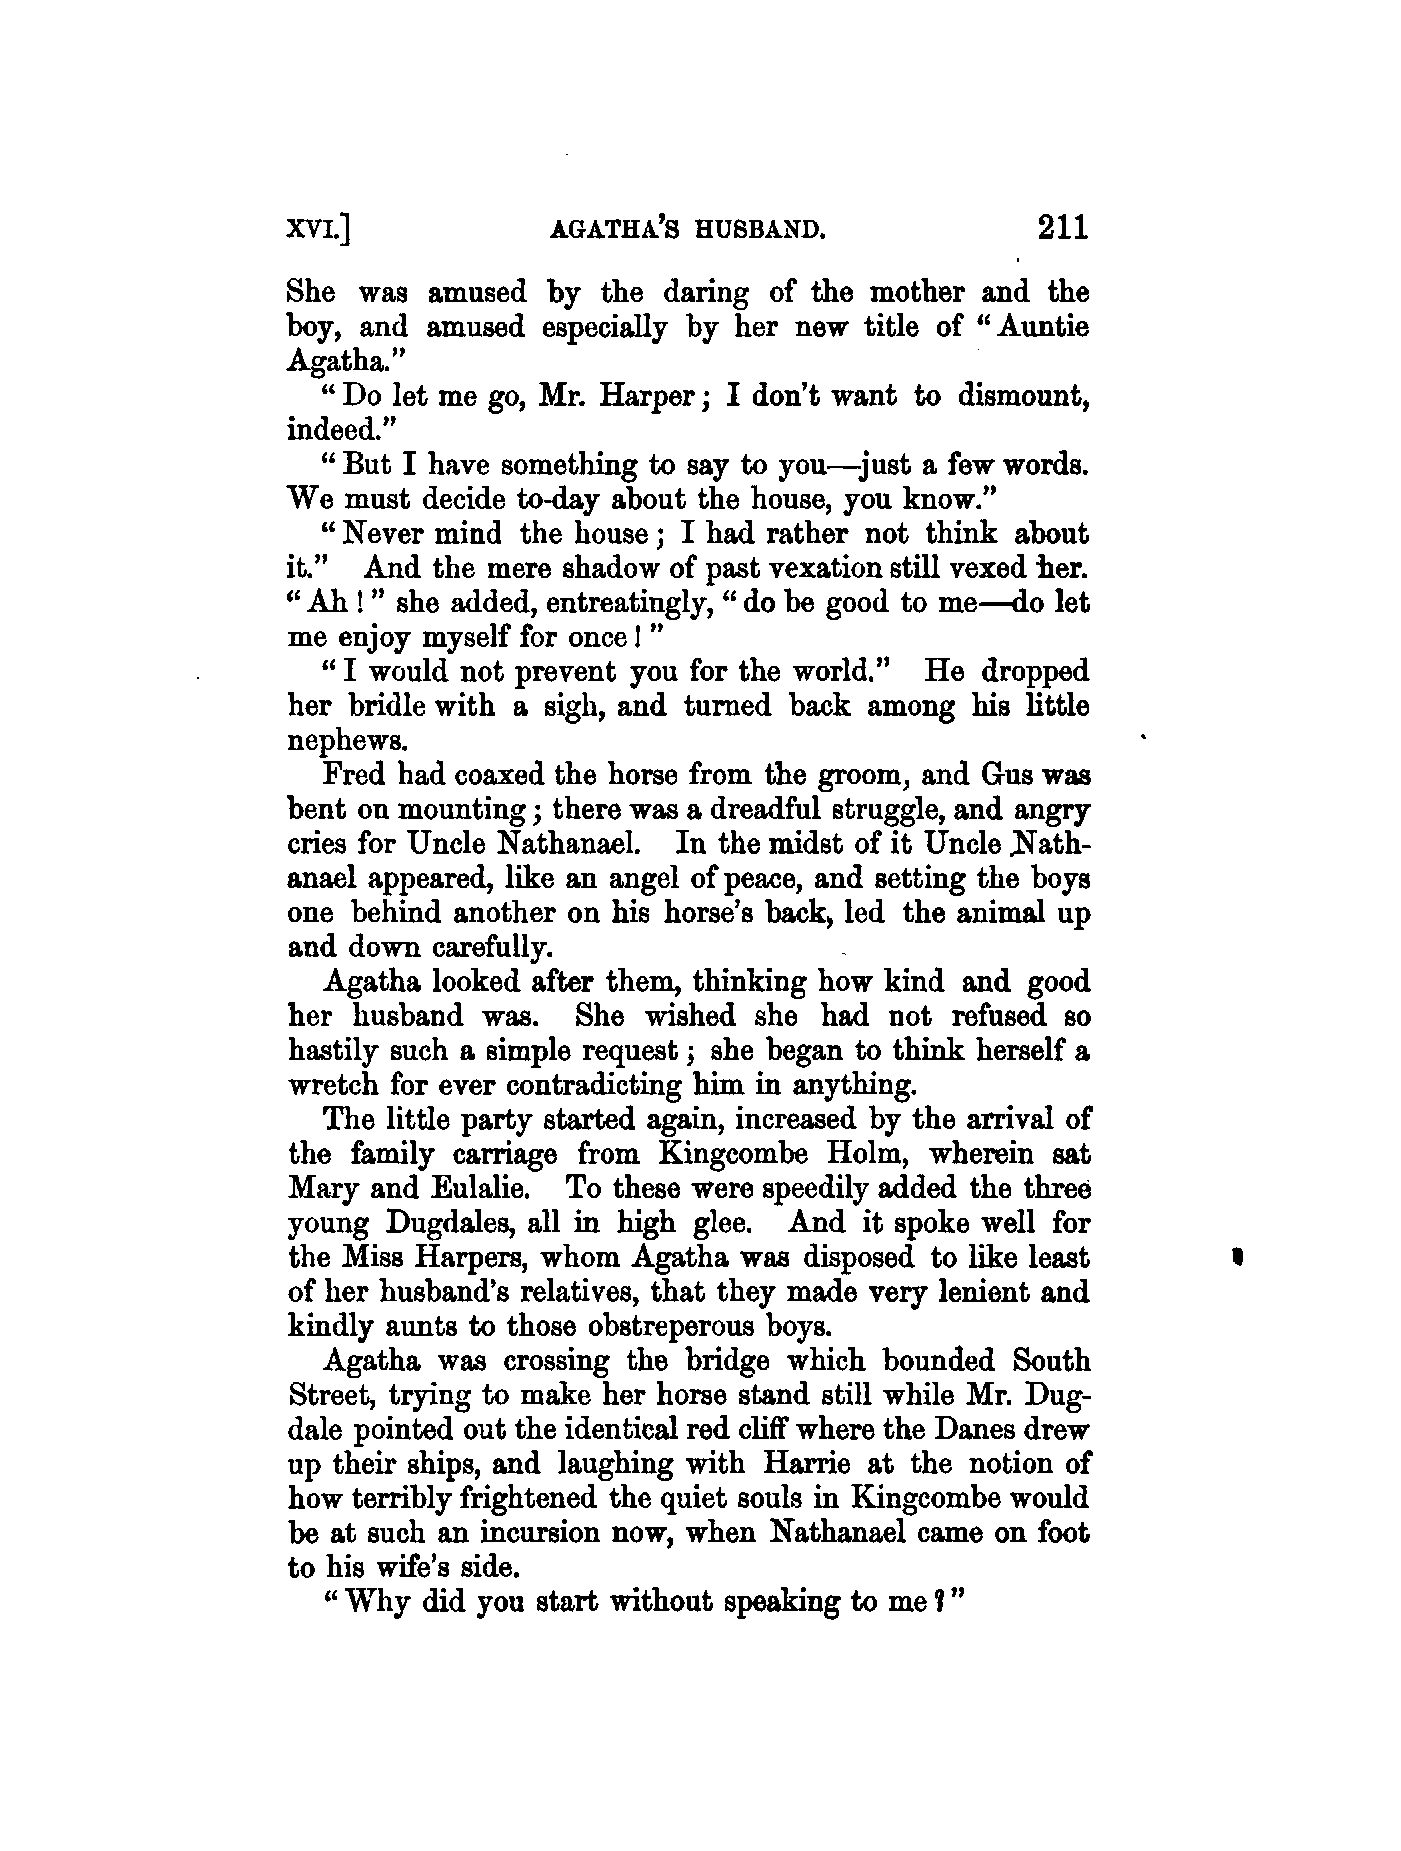 XVI.] AGATHA'S HUSBAND. 211
She was amused by the daring of the mother and the
boy, and amused especially by her new title of “Auntie
Agatha.”
“Do let me go, Mr. Harper; I don't want to dismount,
indeed.”
“But I have something to say to you—just a few words.
We must decide to-day about the house, you know.”
“Never mind the house; I had rather not think about
it.” And the mere shadow of past vexation still vexed her.
“Ah!” she added, entreatingly, “do be good to me—do let
me enjoy myself for once!”
“I would not prevent you for the world.” He dropped
her bridle with a sigh, and turned back among his little
nephews.
Fred had coaxed the horse from the groom, and Gus was
bent on mounting; there was a dreadful struggle, and angry
cries for Uncle Nathanael. In the midst of it Uncle Nath-
anael appeared, like an angel of peace, and setting the boys
one behind another on his horse's back, led the animal up
and down carefully.
Agatha looked after them, thinking how kind and good
her husband was. She wished she had not refused so
hastily such a simple request; she began to think herself a
wretch for ever contradicting him in anything.
The little party started again, increased by the arrival of
the family carriage from Kingcombe Holm, wherein sat
Mary and Eulalie. To these were speedily added the three
young Dugdales, all in high glee. And it spoke well for
the Miss Harpers, whom Agatha was disposed to like least
of her husband's relatives, that they made very lenient and
kindly aunts to those obstreperous boys.
Agatha was crossing the bridge which bounded South
Street, trying to make her horse stand still while Mr. Dug-
dale pointed out the identical red cliff where the Danes drew
up their ships, and laughing with Harrie at the notion of
how terribly frightened the quiet souls in Kingcombe would
be at such an incursion now, when Nathanael came on foot
to his wife's side.
“Why did you start without speaking to me?”